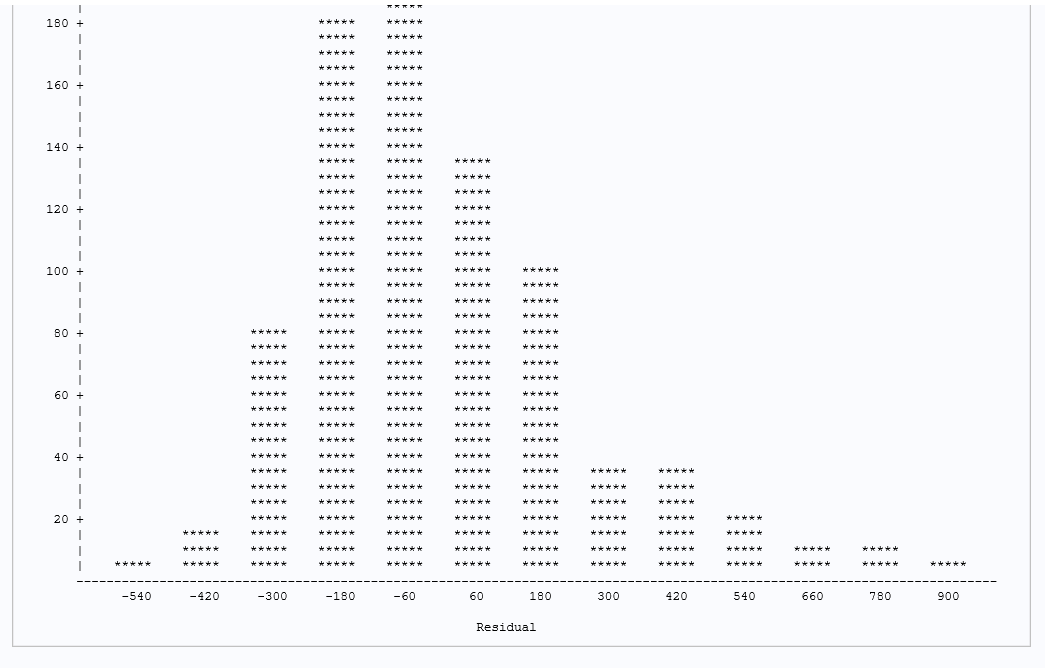 *****
180 + ***** *****
| ***** *****
| ***** *****
| ***** *****
160 + ***** *****
| ***** *****
| ***** *****
| ***** *****
140 + ***** *****
| ***** ***** *****
| ***** ***** *****
| ***** ***** *****
120 + ***** ***** *****
| ***** ***** *****
| ***** ***** *****
| ***** ***** *****
100 + ***** ***** ***** *****
| ***** ***** ***** *****
| ***** ***** ***** *****
| ***** ***** ***** *****
80 + ***** ***** ***** ***** *****
| ***** ***** ***** ***** *****
| ***** ***** ***** ***** *****
| ***** ***** ***** ***** *****
60 + ***** ***** ***** ***** *****
| ***** ***** ***** ***** *****
| ***** ***** ***** ***** *****
| ***** ***** ***** ***** *****
40 + ***** ***** ***** ***** *****
| ***** ***** ***** ***** ***** ***** *****
| ***** ***** ***** ***** ***** ***** *****
| ***** ***** ***** ***** ***** ***** *****
20 + ***** ***** ***** ***** ***** ***** ***** *****
| ***** ***** ***** ***** ***** ***** ***** ***** *****
| ***** ***** ***** ***** ***** ***** ***** ***** ***** ***** *****
| ***** ***** ***** ***** ***** ***** ***** ***** ***** ***** ***** ***** *****
-540 -420 -300 -180 -60 60 180 300 420 540 660 780 900
Residual